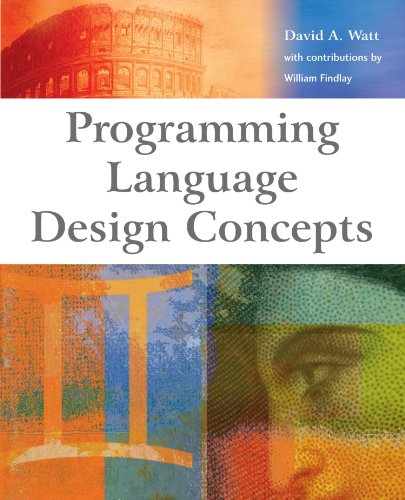 David A. Watt
with contributions by
William Findlay
Programming
Language
Design Concepts